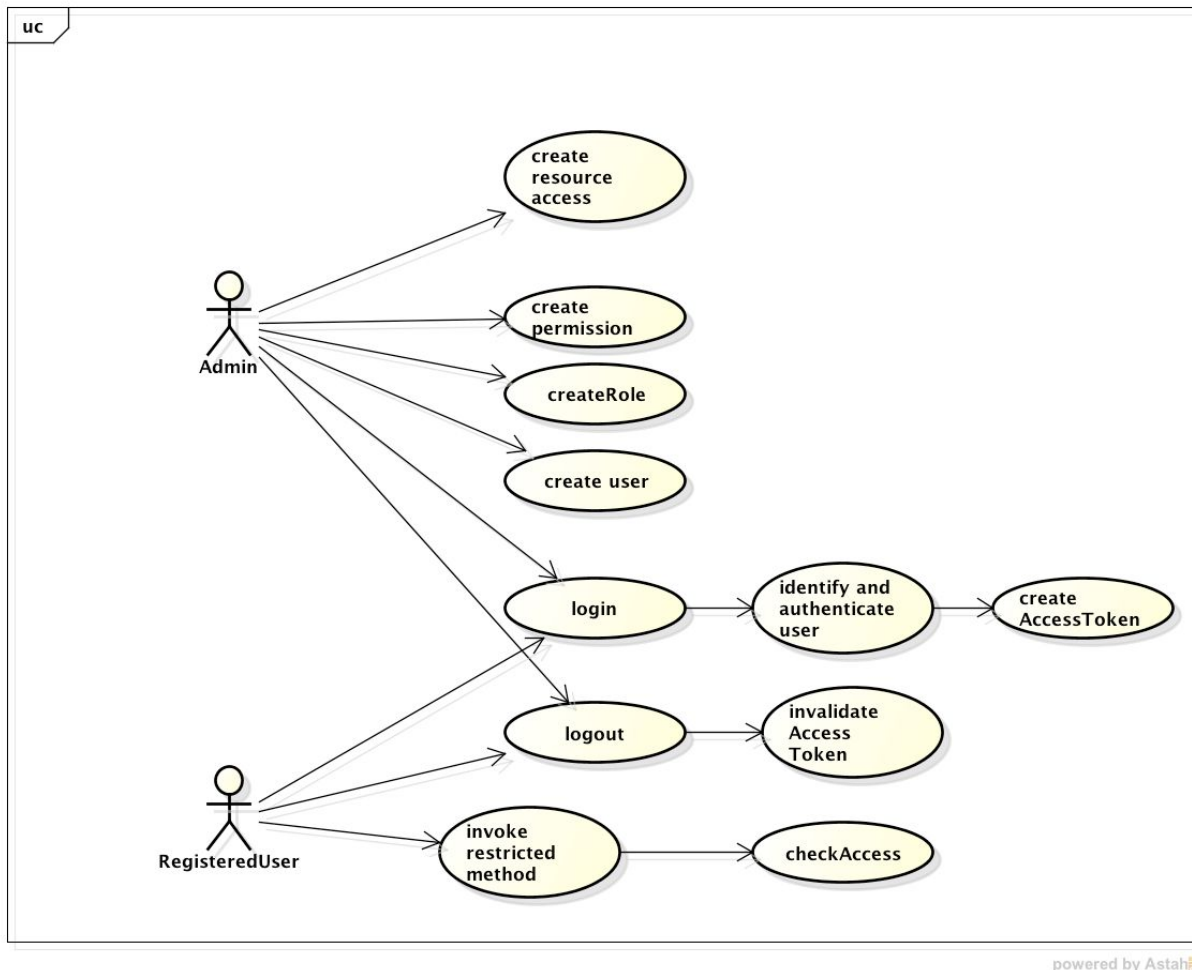 uc
create
resource
access
create
permission
Admin
createRole
create user
login
identify and
authenticate
user
create
AccessToken
logout
invalidate
Access
Token
RegisteredUser
invoke
restricted
method
checkAccess
powered by Astah